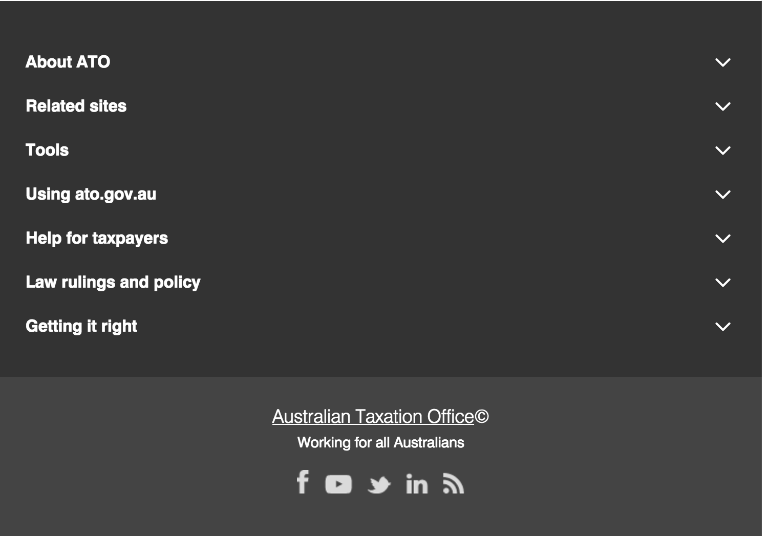 About ATO
Related sites
Tools
Using ato.gov.au
Help for taxpayers
Law rulings and policy
Getting it right
Australian Taxation Office©
Working for all Australians